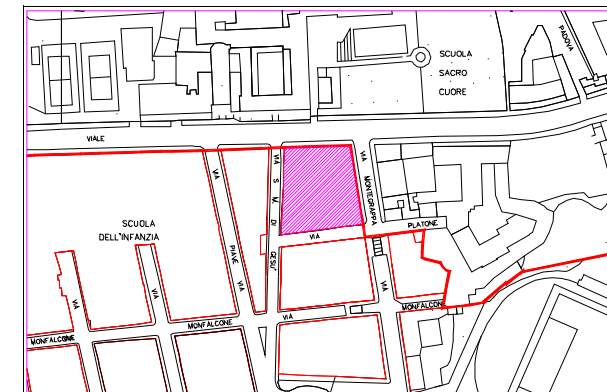 PADOVA
SCUOLA
SACRO
CUORE
VIALE
VIA
S. M. DI GESU'
VIA
MONTEGRAPPA
VIA
PIAVE
VIA
SCUOLA
DELL'INFANZIA
VIA
PLATONE
VIA
VIA
VIA
VIA
MONFALCONE
MONFALCONE
MONFALCONE